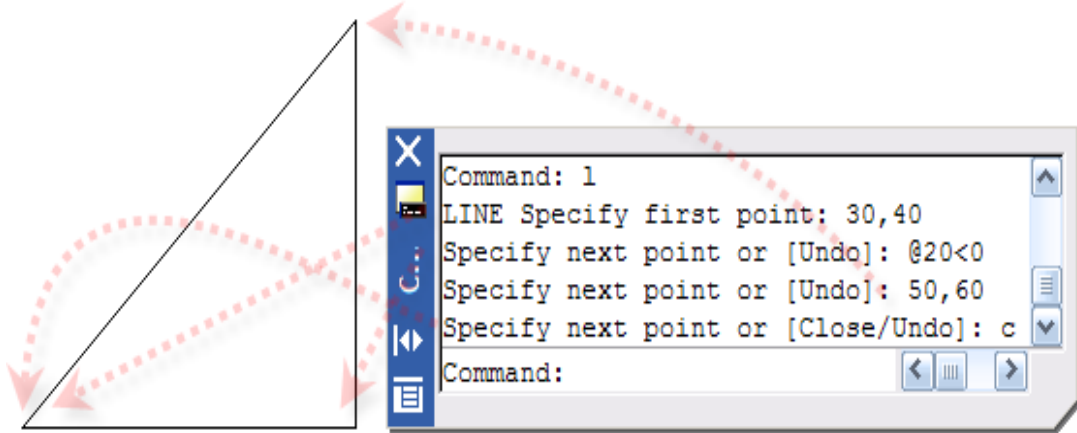 Command: l
LINE Specify first point: 30,40
Specify next point or [Undo]: @20<0
Specify next point or [Undo]: 50,60
Specify next point or [Close/Undo]: c
Command: